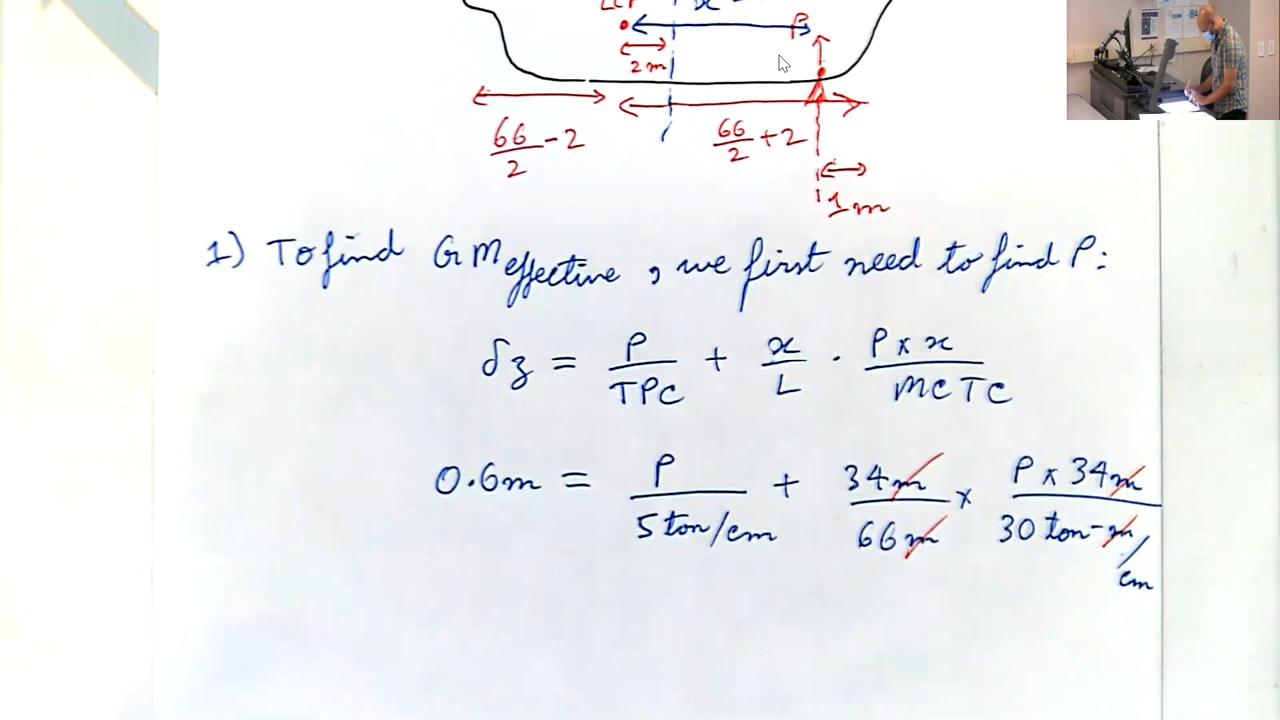 x
P
2m
66/2 - 2
66/2 + 2
1m
1) To find GM effective, we first need to find P:
δz = P/TPC + x/L . P x x/MCTC
0.6m = P/5 ton/cm + 34m/66m x P x 34m/30 ton-m/cm